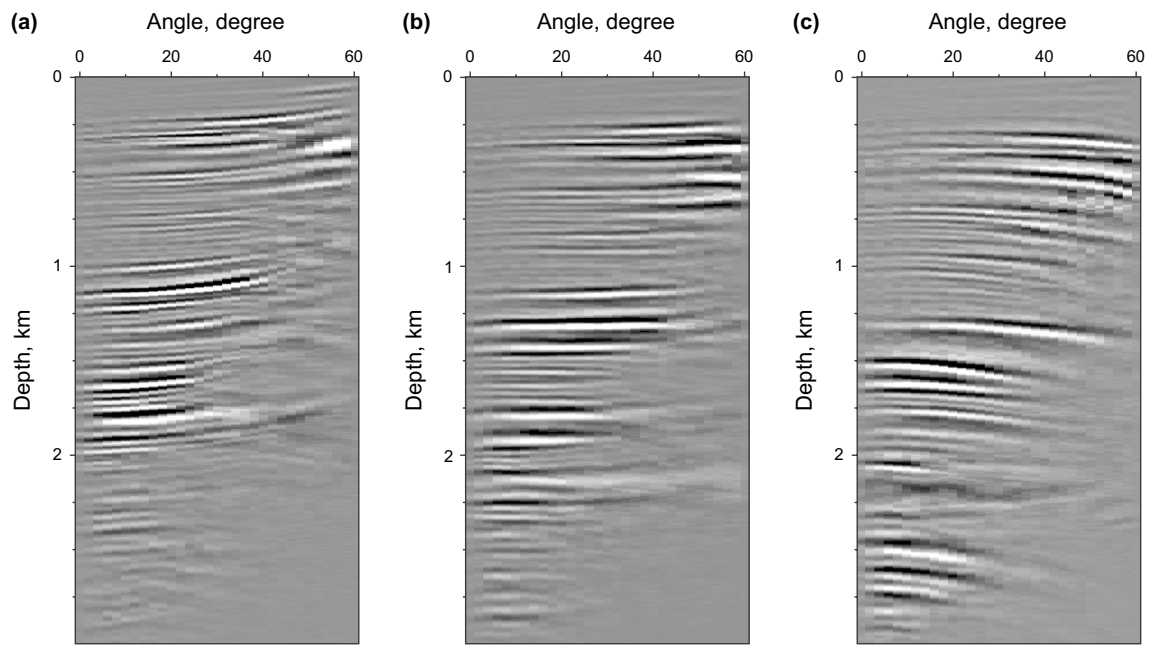 (a) Angle, degree (b) Angle, degree (c) Angle, degree
0 20 40 60 0 20 40 60 0 20 40 60
0 0 0
1 1 1
Depth, km Depth, km Depth, km
2 2 2